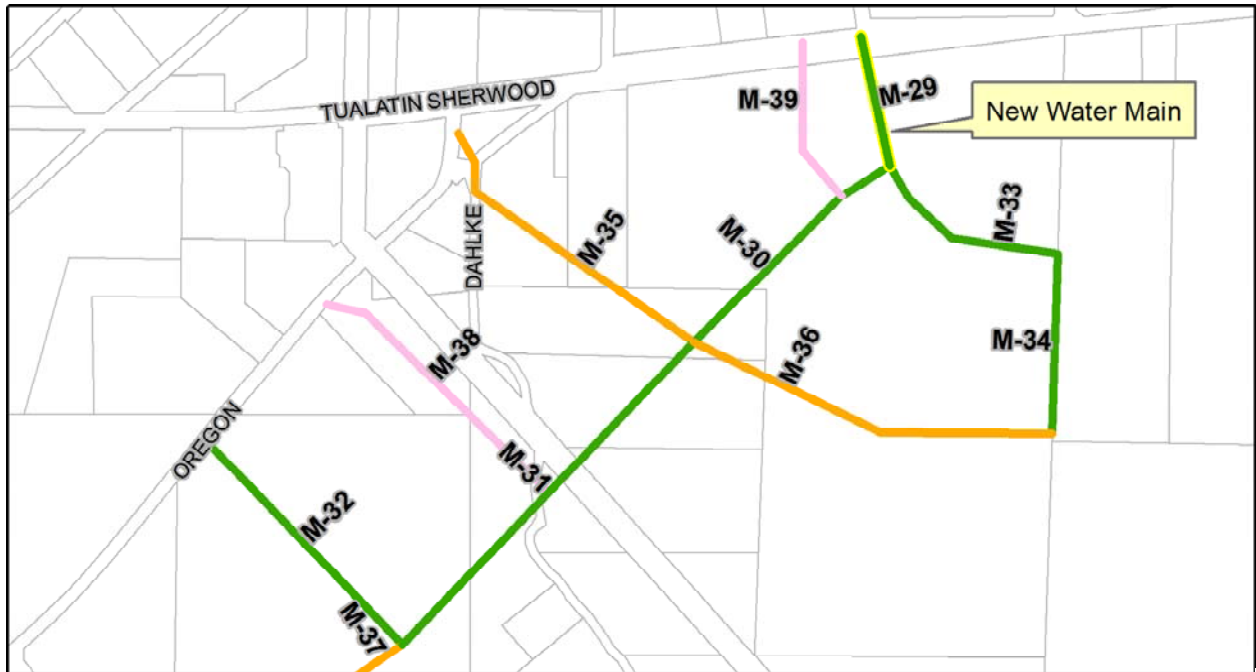 TUALATIN SHERWOOD
M-39
M-29
New Water Main
DAHLKE
M-35
M-30
M-33
M-38
M-36
M-34
OREGON
M-31
M-32
M-37